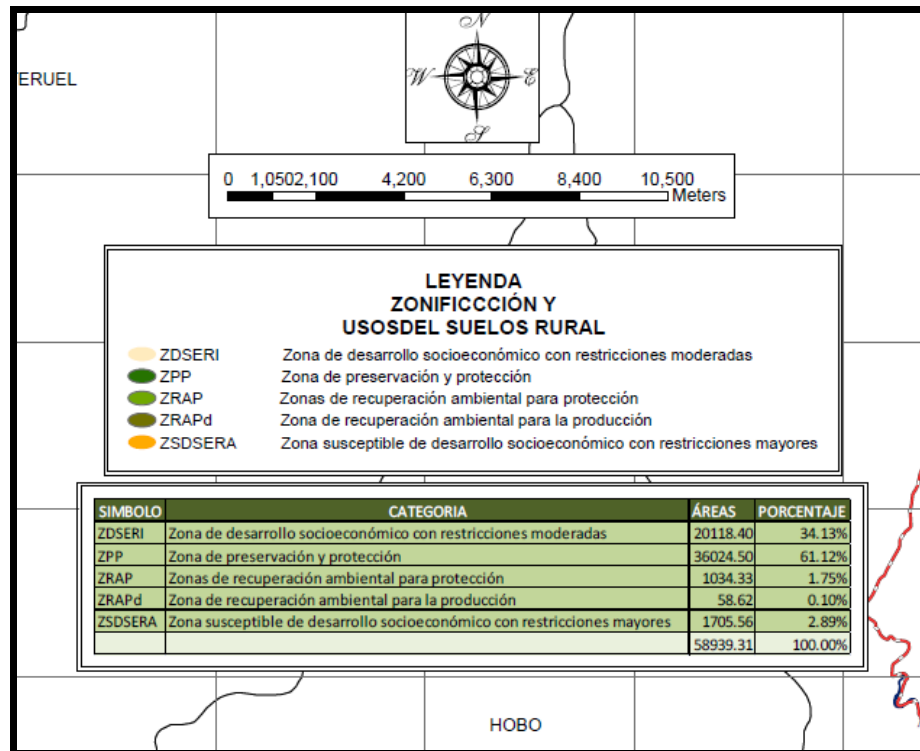 N
ERUEL
W E
S
0 1,0502,100 4,200 6,300 8,400 10,500
Meters
LEYENDA
ZONIFICCCIÓN Y
USOSDEL SUELOS RURAL
ZDSERI Zona de desarrollo socioeconómico con restricciones moderadas
ZPP Zona de preservación y protección
ZRAP Zonas de recuperación ambiental para protección
ZRAPd Zona de recuperación ambiental para la producción
ZSDSERA Zona susceptible de desarrollo socioeconómico con restricciones mayores
SIMBOLO CATEGORIA ÁREAS PORCENTAJE
ZDSERI Zona de desarrollo socioeconómico con restricciones moderadas 20118.40 34.13%
ZPP Zona de preservación y protección 36024.50 61.12%
ZRAP Zonas de recuperación ambiental para protección 1034.33 1.75%
ZRAPd Zona de recuperación ambiental para la producción 58.62 0.10%
ZSDSERA Zona susceptible de desarrollo socioeconómico con restricciones mayores 1705.56 2.89%
58939.31 100.00%
HOBO